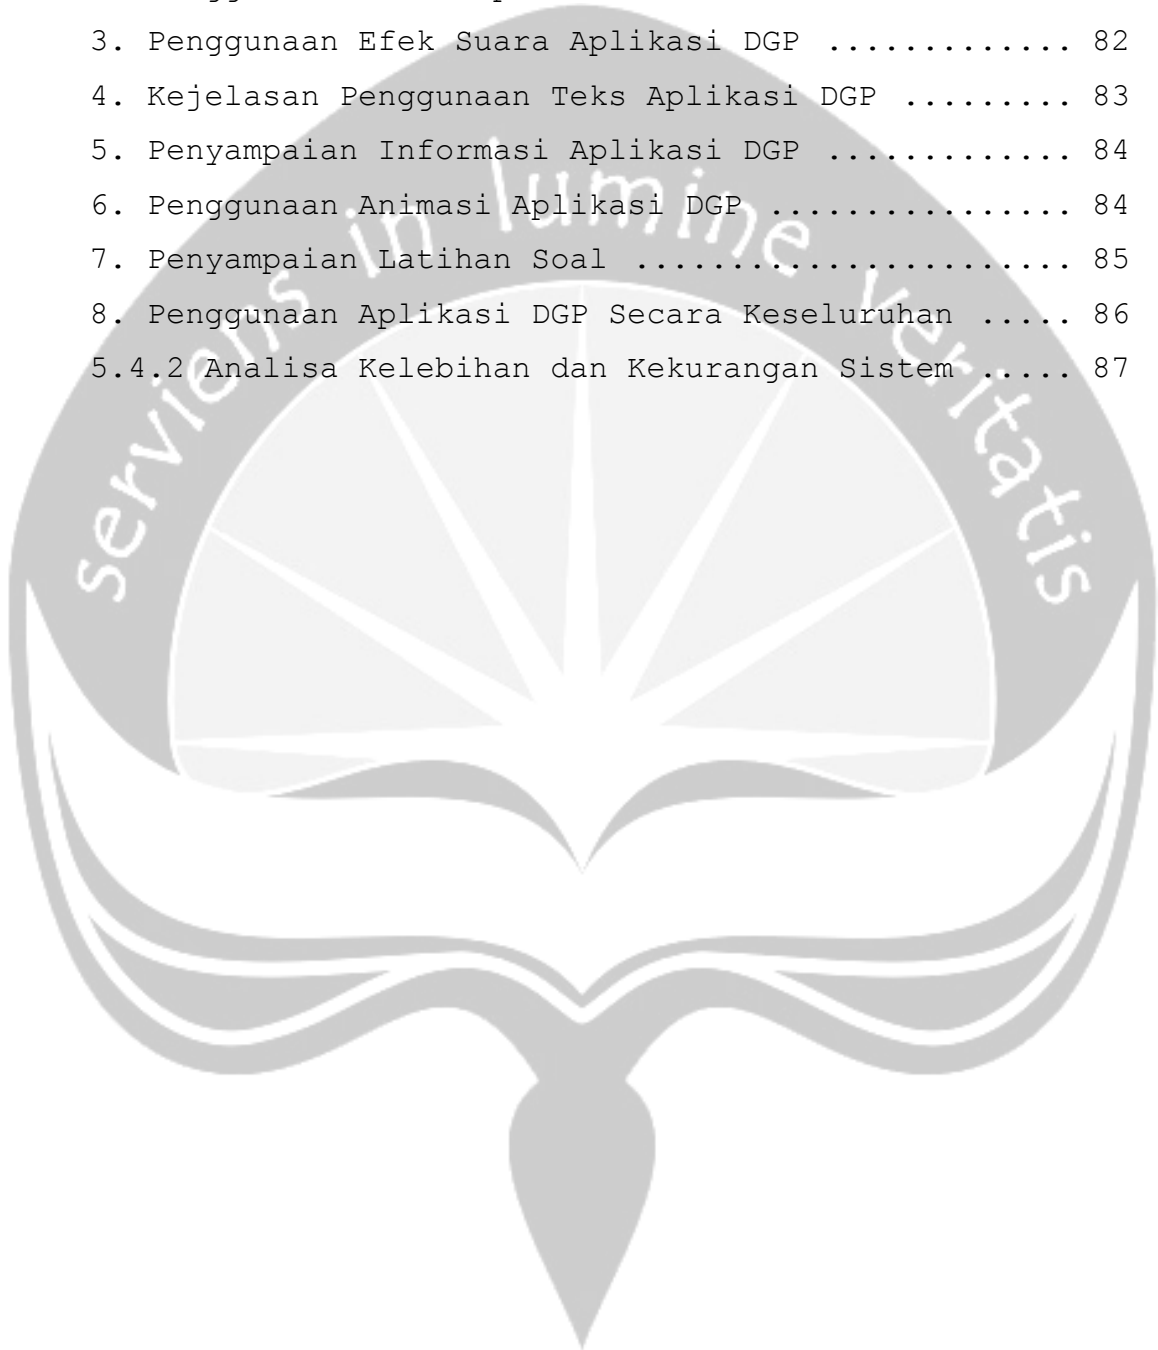 3. Penggunaan Efek Suara Aplikasi DGP ............. 82
4. Kejelasan Penggunaan Teks Aplikasi DGP ......... 83
5. Penyampaian Informasi Aplikasi DGP ............. 84
6. Penggunaan Animasi Aplikasi DGP ................ 84
7. Penyampaian Latihan Soal ....................... 85
8. Penggunaan Aplikasi DGP Secara Keseluruhan ..... 86
5.4.2 Analisa Kelebihan dan Kekurangan Sistem ..... 87
serviens in lumine veritatis